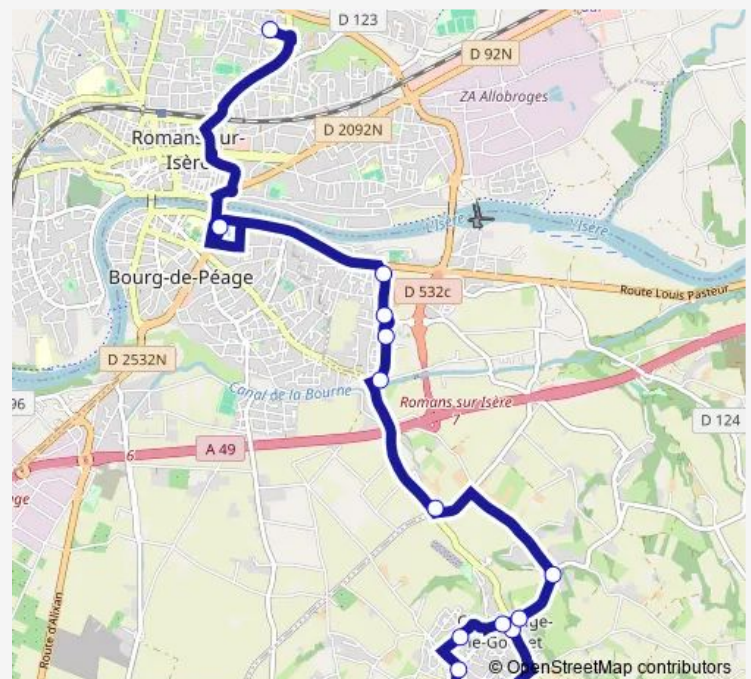 D 123
D 92N
ZA Allobroges
D 2092N
Romans-sur-
Isère
L'Isère
L'Isère
Bourg-de-Péage
D 532c
Route Louis Pasteur
D 2532N
Canal de la Bourne
96
Romans sur Isère
7
D 124
A 49
6
Route d'Alixan
© OpenStreetMap contributors